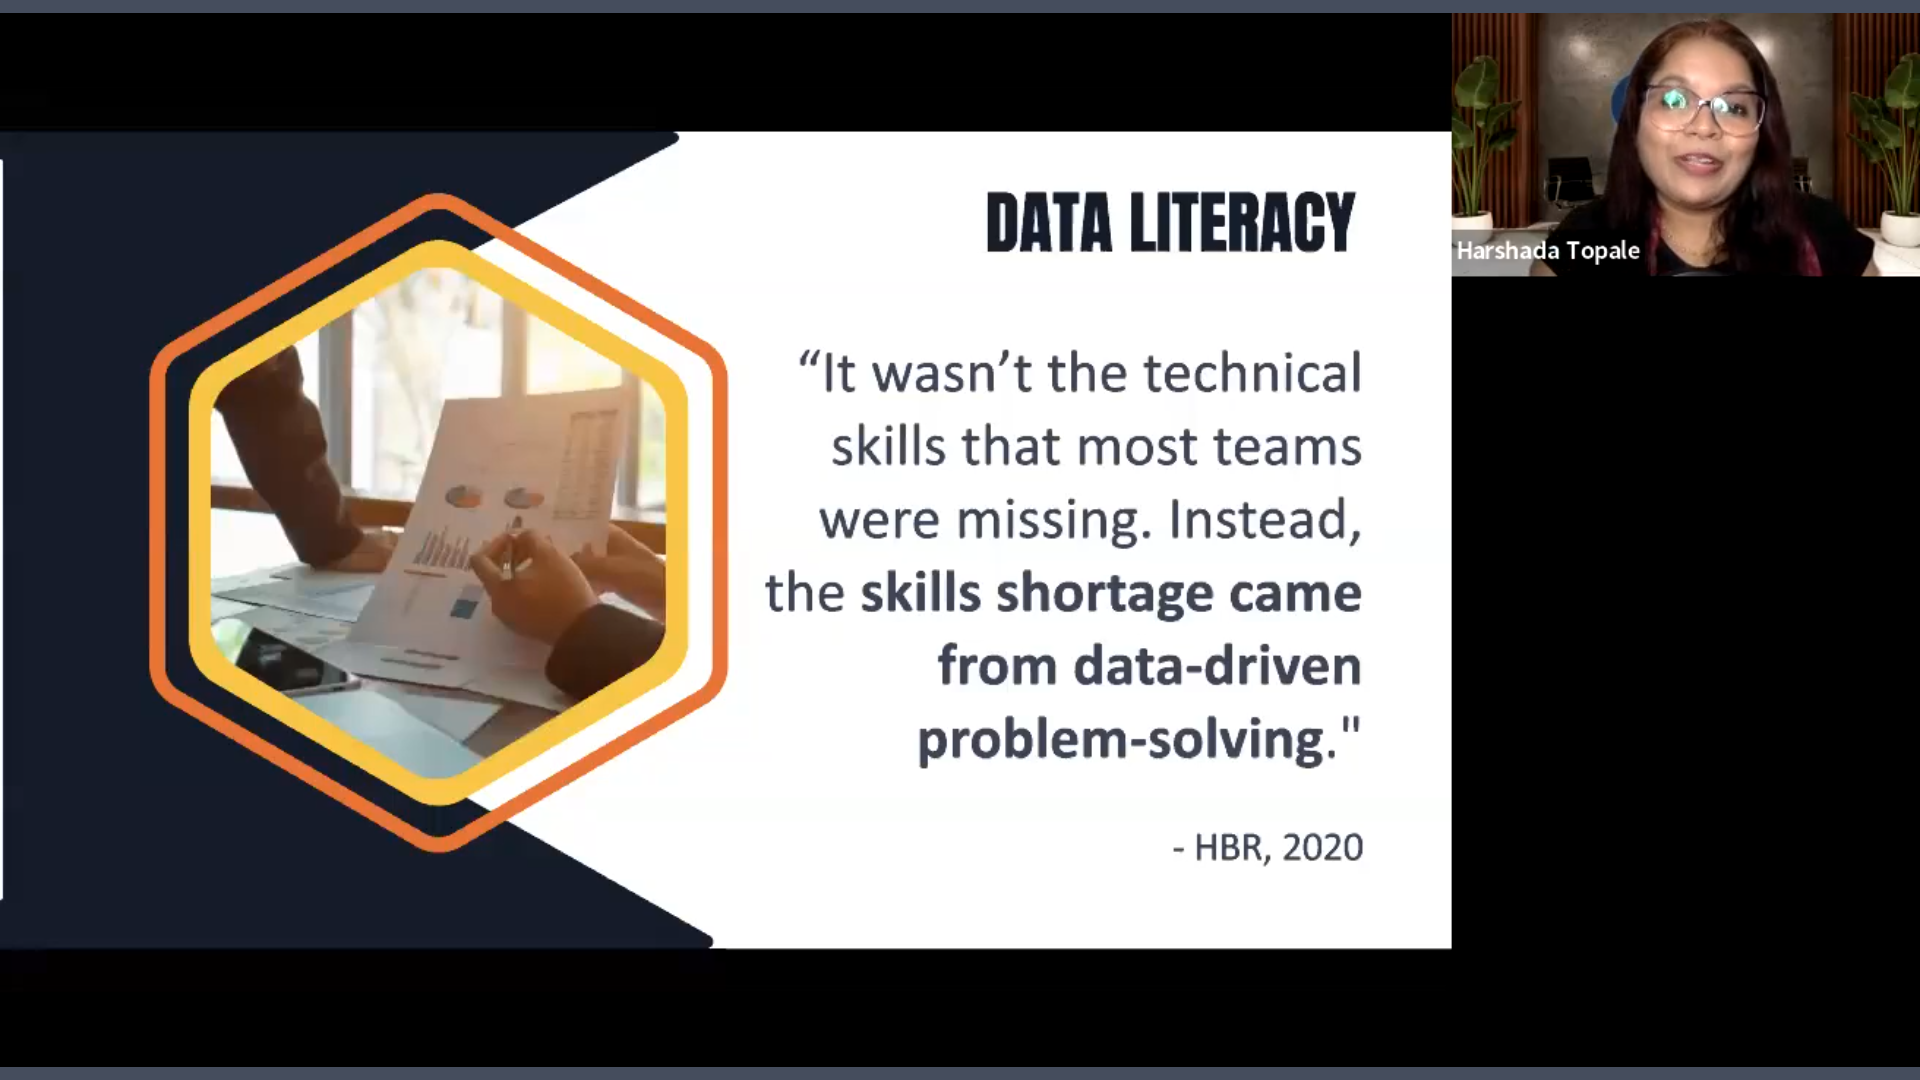 DATA LITERACY
“It wasn’t the technical
skills that most teams
were missing. Instead,
the skills shortage came
from data-driven
problem-solving."
- HBR, 2020
Harshada Topale